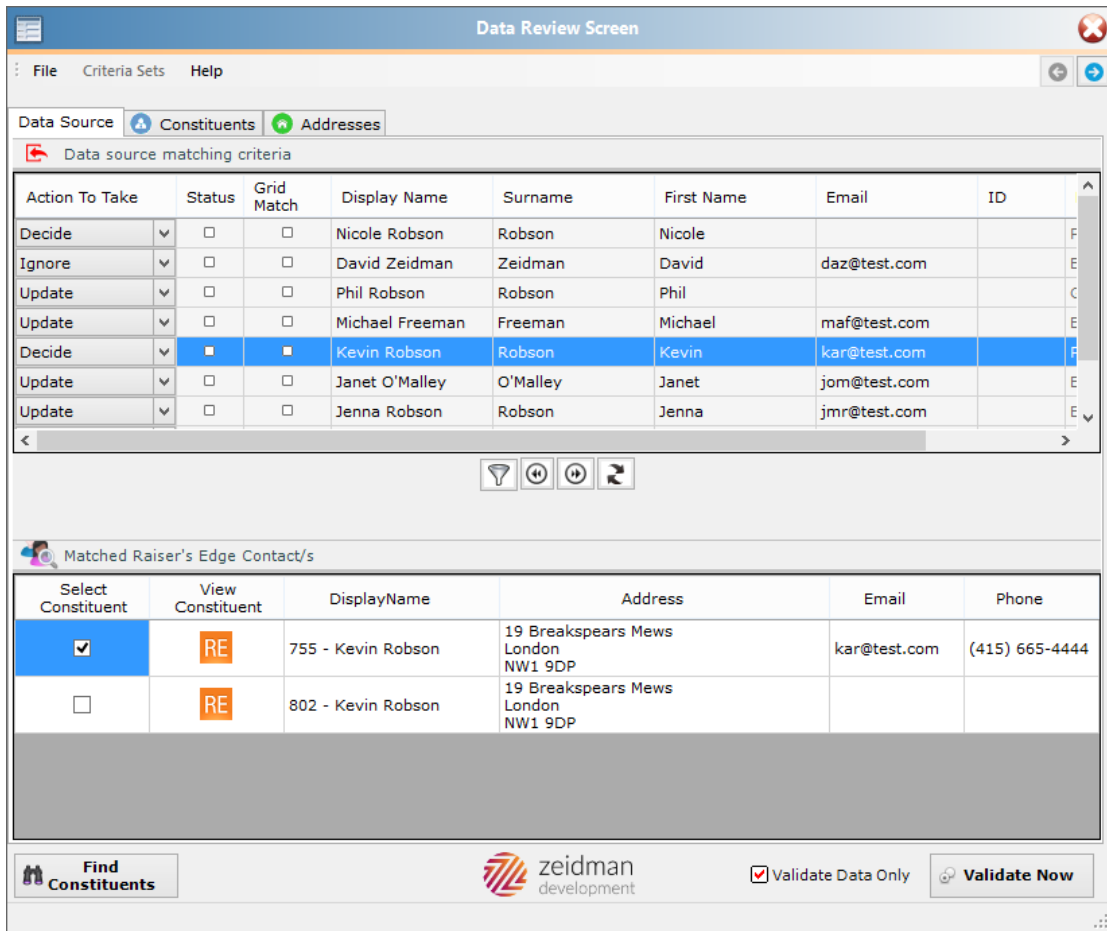 Data Review Screen
File Criteria Sets Help
Data Source Constituents Addresses
Data source matching criteria
Action To Take Status Grid Match Display Name Surname First Name Email ID
Decide Nicole Robson Robson Nicole
Ignore David Zeidman Zeidman David daz@test.com
Update Phil Robson Robson Phil
Update Michael Freeman Freeman Michael maf@test.com
Decide Kevin Robson Robson Kevin kar@test.com
Update Janet O'Malley O'Malley Janet jom@test.com
Update Jenna Robson Robson Jenna jmr@test.com
Matched Raiser's Edge Contact/s
Select Constituent View Constituent DisplayName Address Email Phone
RE 755 - Kevin Robson 19 Breakspears Mews kar@test.com (415) 665-4444
London
NW1 9DP
RE 802 - Kevin Robson 19 Breakspears Mews
London
NW1 9DP
Find Constituents
zeidman
development
Validate Data Only
Validate Now